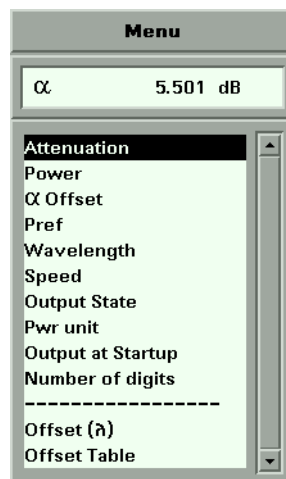 Menu
α 5.501 dB
Attenuation
Power
α Offset
Pref
Wavelength
Speed
Output State
Pwr unit
Output at Startup
Number of digits
------------------
Offset (λ)
Offset Table